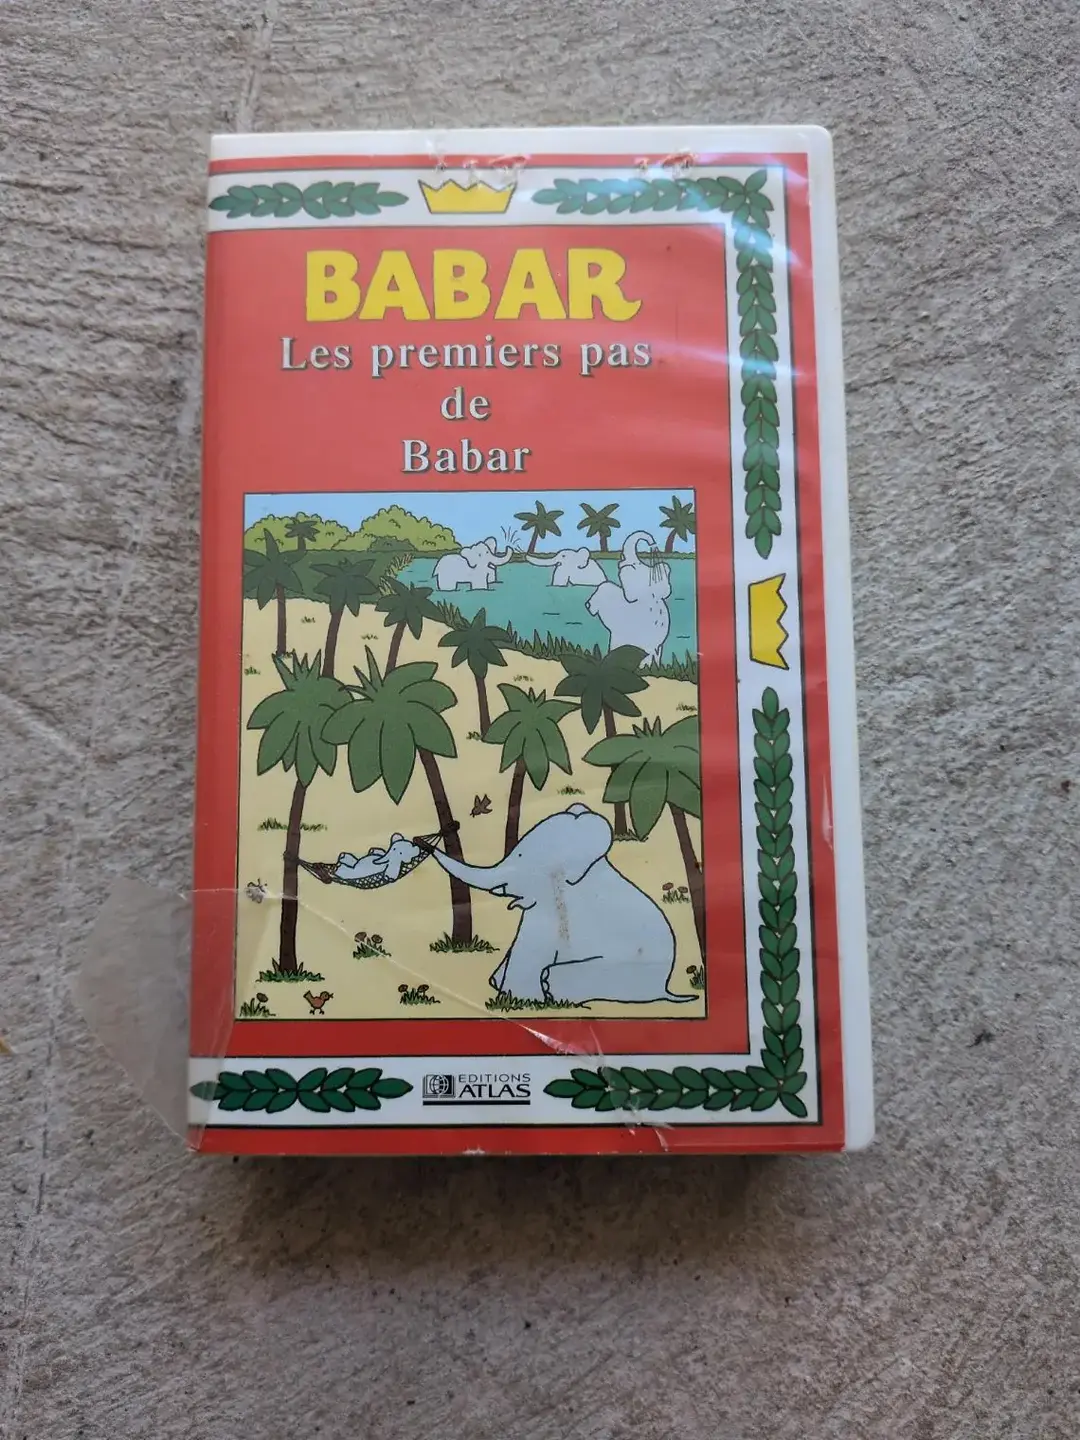 BABAR
Les premiers pas
de
Babar
EDITIONS
ATLAS